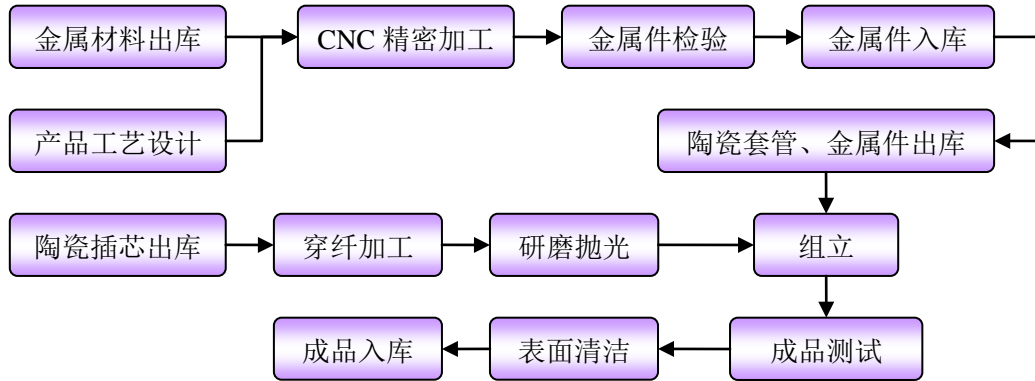 金属材料出库
CNC 精密加工
金属件检验
金属件入库
产品工艺设计
陶瓷套管、金属件出库
陶瓷插芯出库
穿纤加工
研磨抛光
组立
成品入库
表面清洁
成品测试